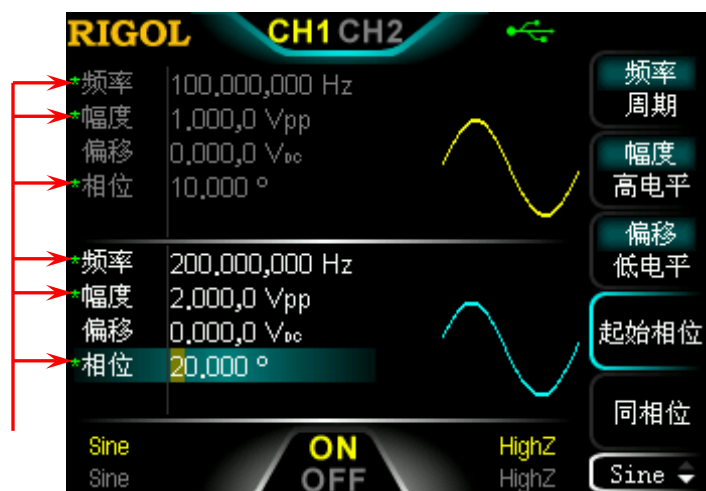 RIGOL
CH1 CH2
*频率 100.000,000 Hz
*幅度 1.000,0 Vpp
偏移 0.000,0 VDC
*相位 10.000 °
*频率 200.000,000 Hz
*幅度 2.000,0 Vpp
偏移 0.000,0 VDC
*相位 20.000 °
Sine ON HighZ
Sine OFF HighZ
频率
周期
幅度
高电平
偏移
低电平
起始相位
同相位
Sine